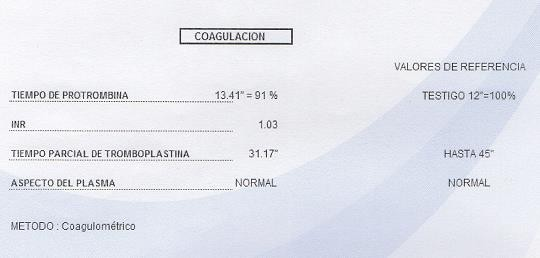 COAGULACION
VALORES DE REFERENCIA
TIEMPO DE PROTROMBINA 13.41" = 91 % TESTIGO 12"=100%
INR 1.03
TIEMPO PARCIAL DE TROMBOPLASTINA 31.17" HASTA 45"
ASPECTO DEL PLASMA NORMAL NORMAL
METODO : Coagulométrico